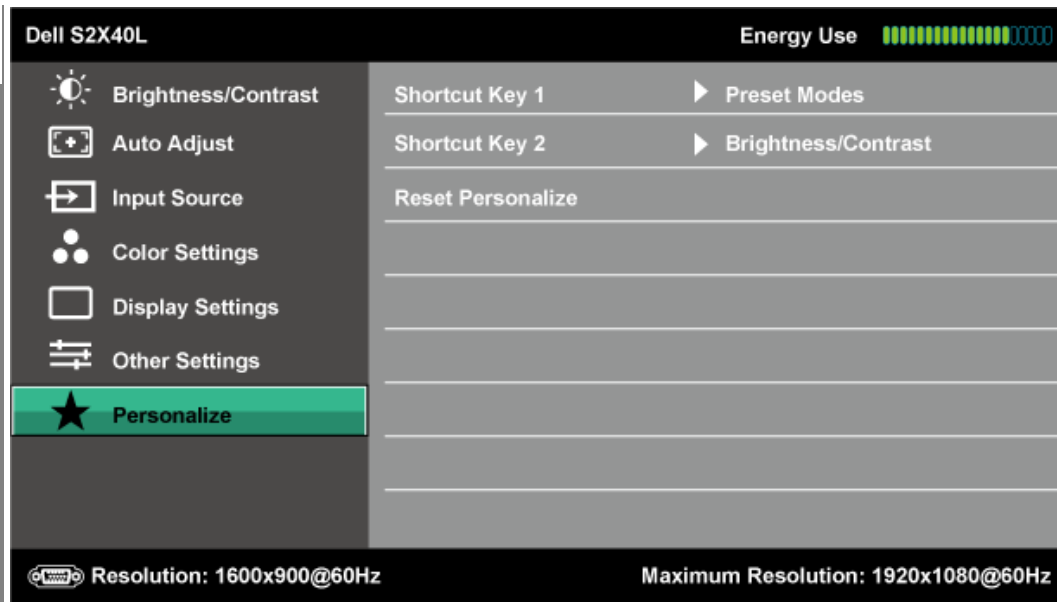 Dell S2X40L Energy Use
Brightness/Contrast Shortcut Key 1 Preset Modes
Auto Adjust Shortcut Key 2 Brightness/Contrast
Input Source Reset Personalize
Color Settings
Display Settings
Other Settings
Personalize
Resolution: 1600x900@60Hz Maximum Resolution: 1920x1080@60Hz